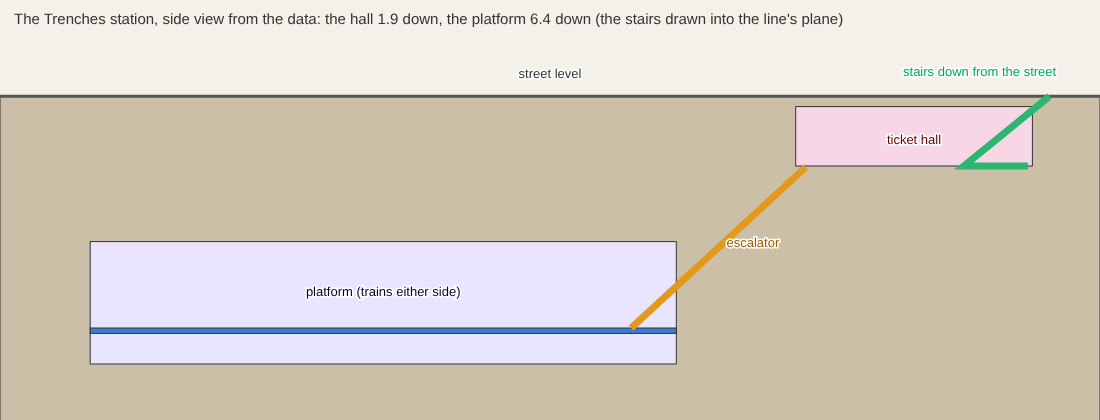 The Trenches station, side view from the data: the hall 1.9 down, the platform 6.4 down (the stairs drawn into the line's plane)
street level
stairs down from the street
ticket hall
escalator
platform (trains either side)